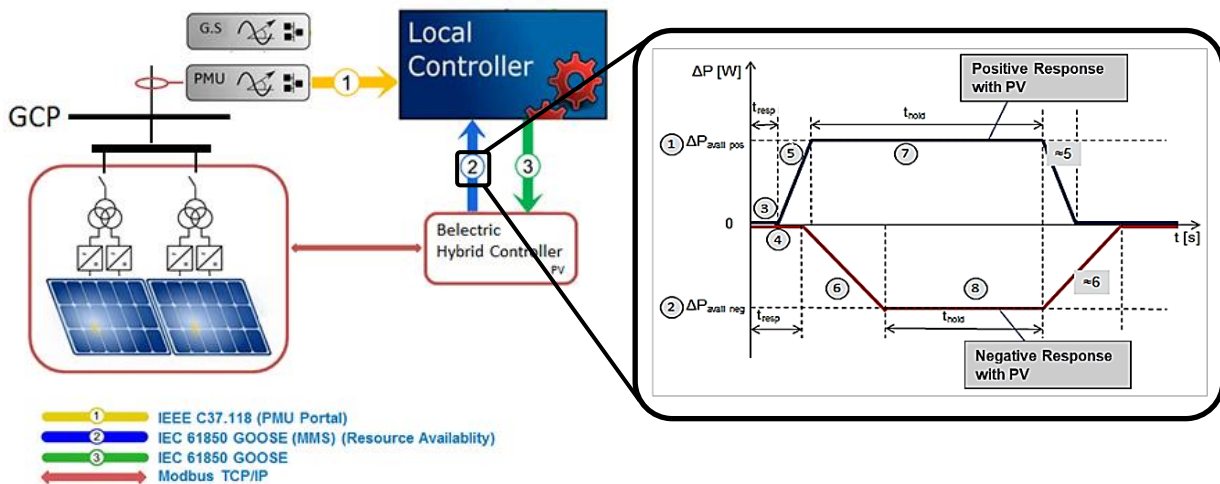 G.S
PMU
1
Local
Controller
GCP
2
3
Belectric
Hybrid Controller
PV
1
IEEE C37.118 (PMU Portal)
2
IEC 61850 GOOSE (MMS) (Resource Availablity)
3
IEC 61850 GOOSE
Modbus TCP/IP
ΔP [W]
Positive Response
with PV
t_resp
t_hold
1 ΔP_avail pos
5
7
≈5
3
0
4
t [s]
6
8
≈6
2 ΔP_avail neg
t_resp
t_hold
Negative Response
with PV